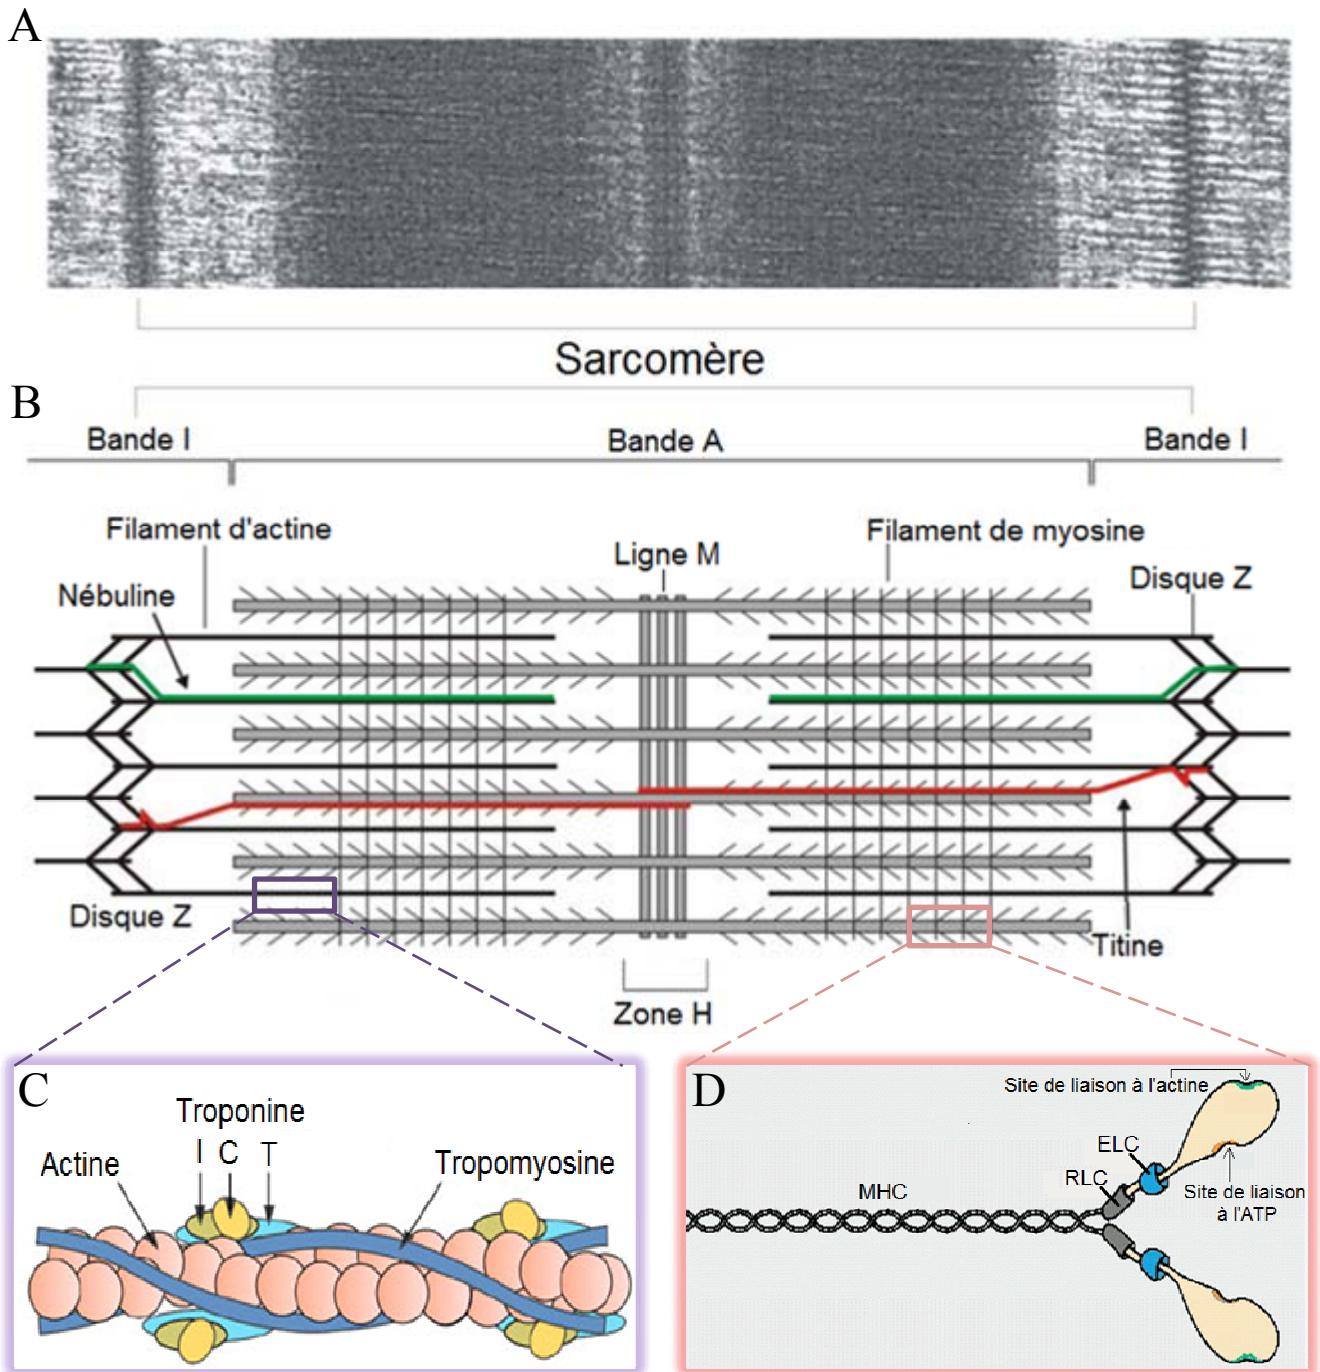 A
Sarcomère
B
Bande I
Bande A
Bande I
Filament d'actine
Filament de myosine
Ligne M
Nébuline
Disque Z
Disque Z
Titine
Zone H
C
Troponine
I C T
Actine
Tropomyosine
D
Site de liaison à l'actine
ELC
RLC
MHC
Site de liaison
à l'ATP